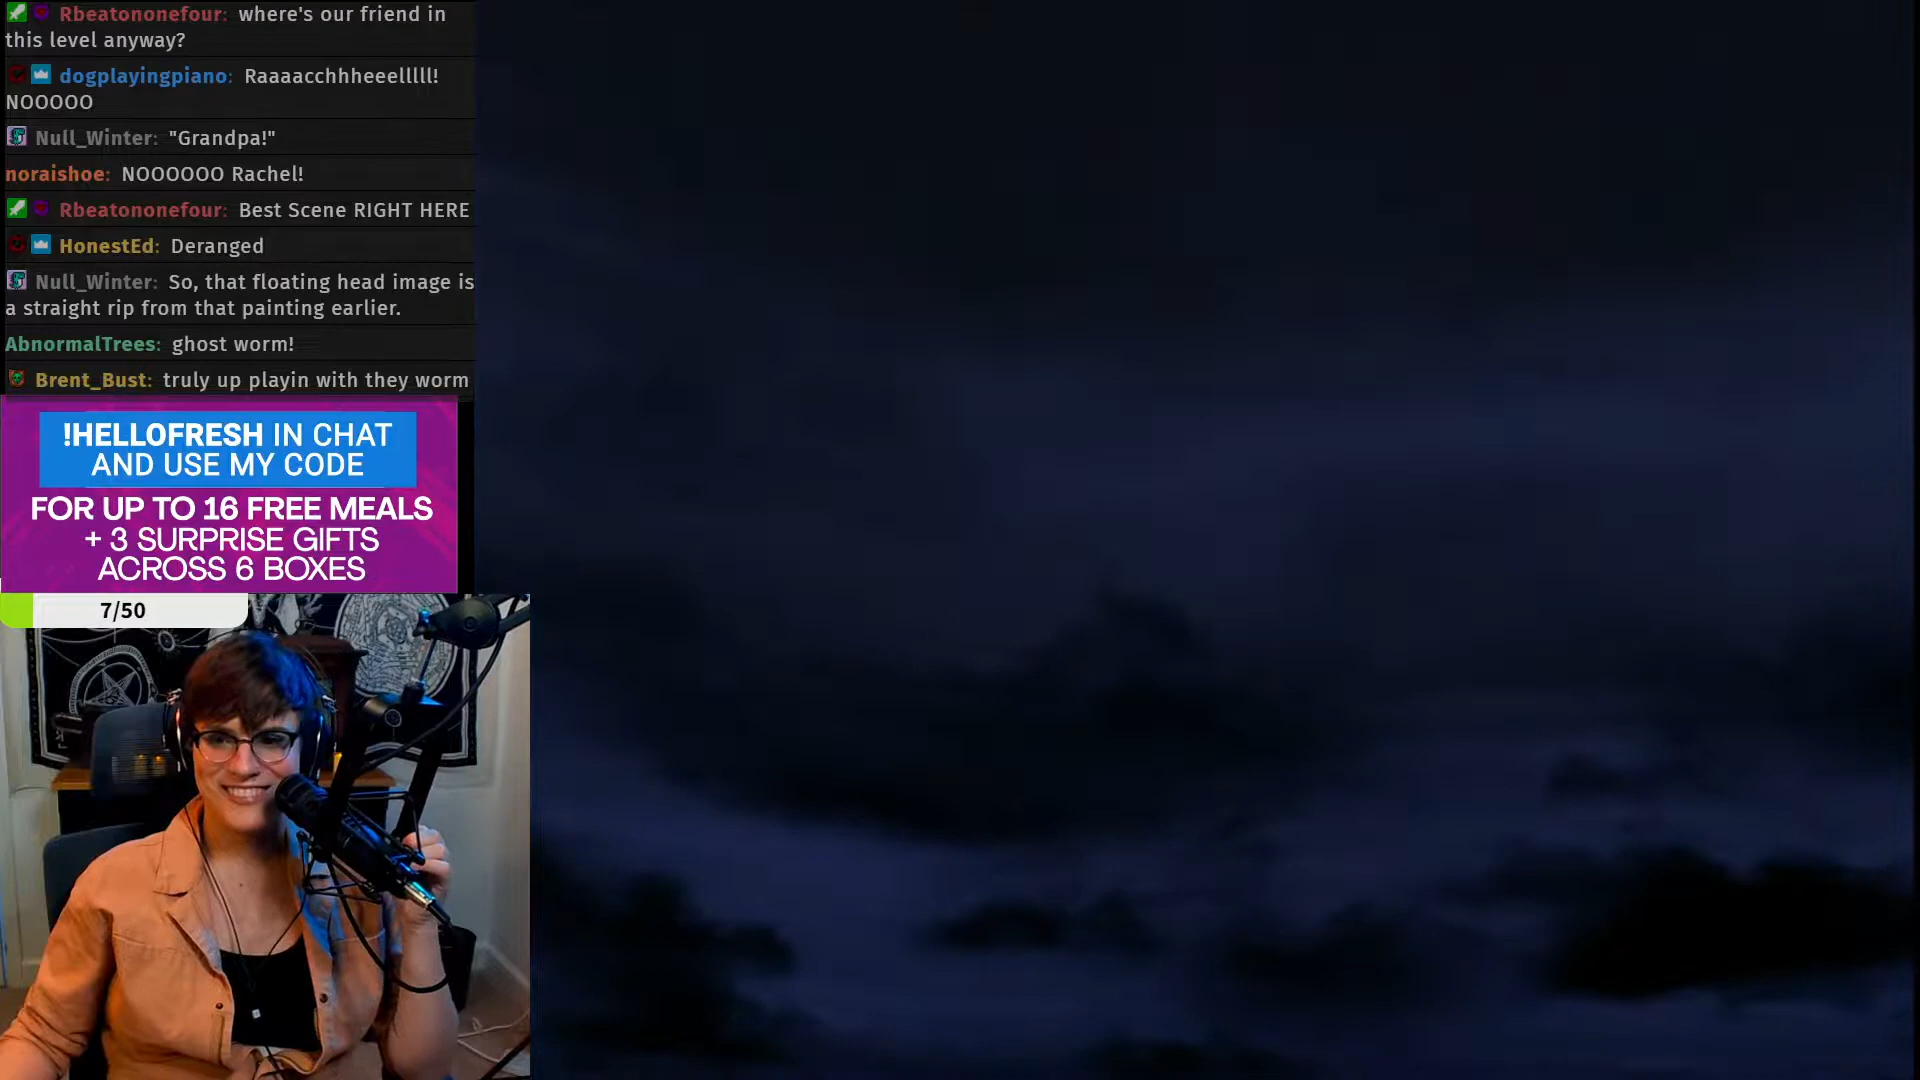 Rbeatononefour: where's our friend in
this level anyway?
dogplayingpiano: Raaaacchhheeelllll!
NOOOOO
Null_Winter: "Grandpa!"
noraishoe: NOOOOOO Rachel!
Rbeatononefour: Best Scene RIGHT HERE
HonestEd: Deranged
Null_Winter: So, that floating head image is
a straight rip from that painting earlier.
AbnormalTrees: ghost worm!
Brent_Bust: truly up playin with they worm
!HELLOFRESH IN CHAT
AND USE MY CODE
FOR UP TO 16 FREE MEALS
+ 3 SURPRISE GIFTS
ACROSS 6 BOXES
7/50